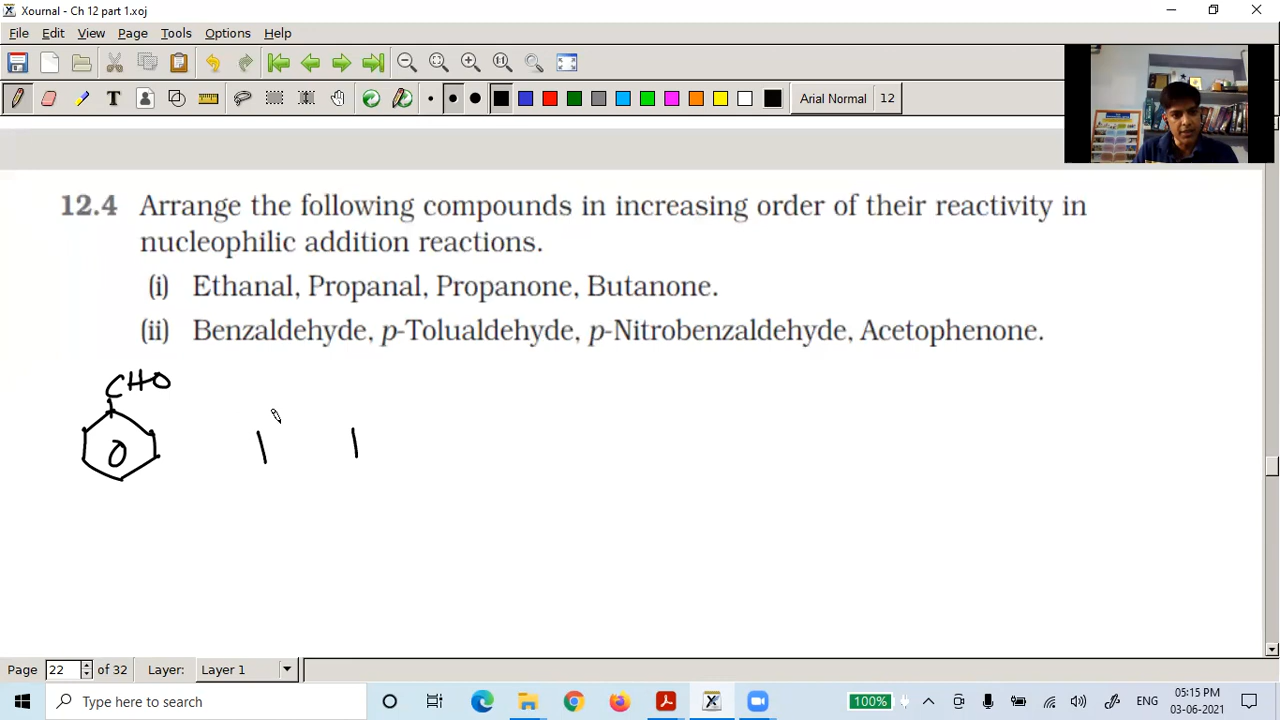 Xournal - Ch 12 part 1.xoj
File Edit View Page Tools Options Help
Arial Normal 12
12.4 Arrange the following compounds in increasing order of their reactivity in
nucleophilic addition reactions.
(i) Ethanal, Propanal, Propanone, Butanone.
(ii) Benzaldehyde, p-Tolualdehyde, p-Nitrobenzaldehyde, Acetophenone.
CHO
Page 22 of 32 Layer: Layer 1
Type here to search
100%
ENG
05:15 PM
03-06-2021